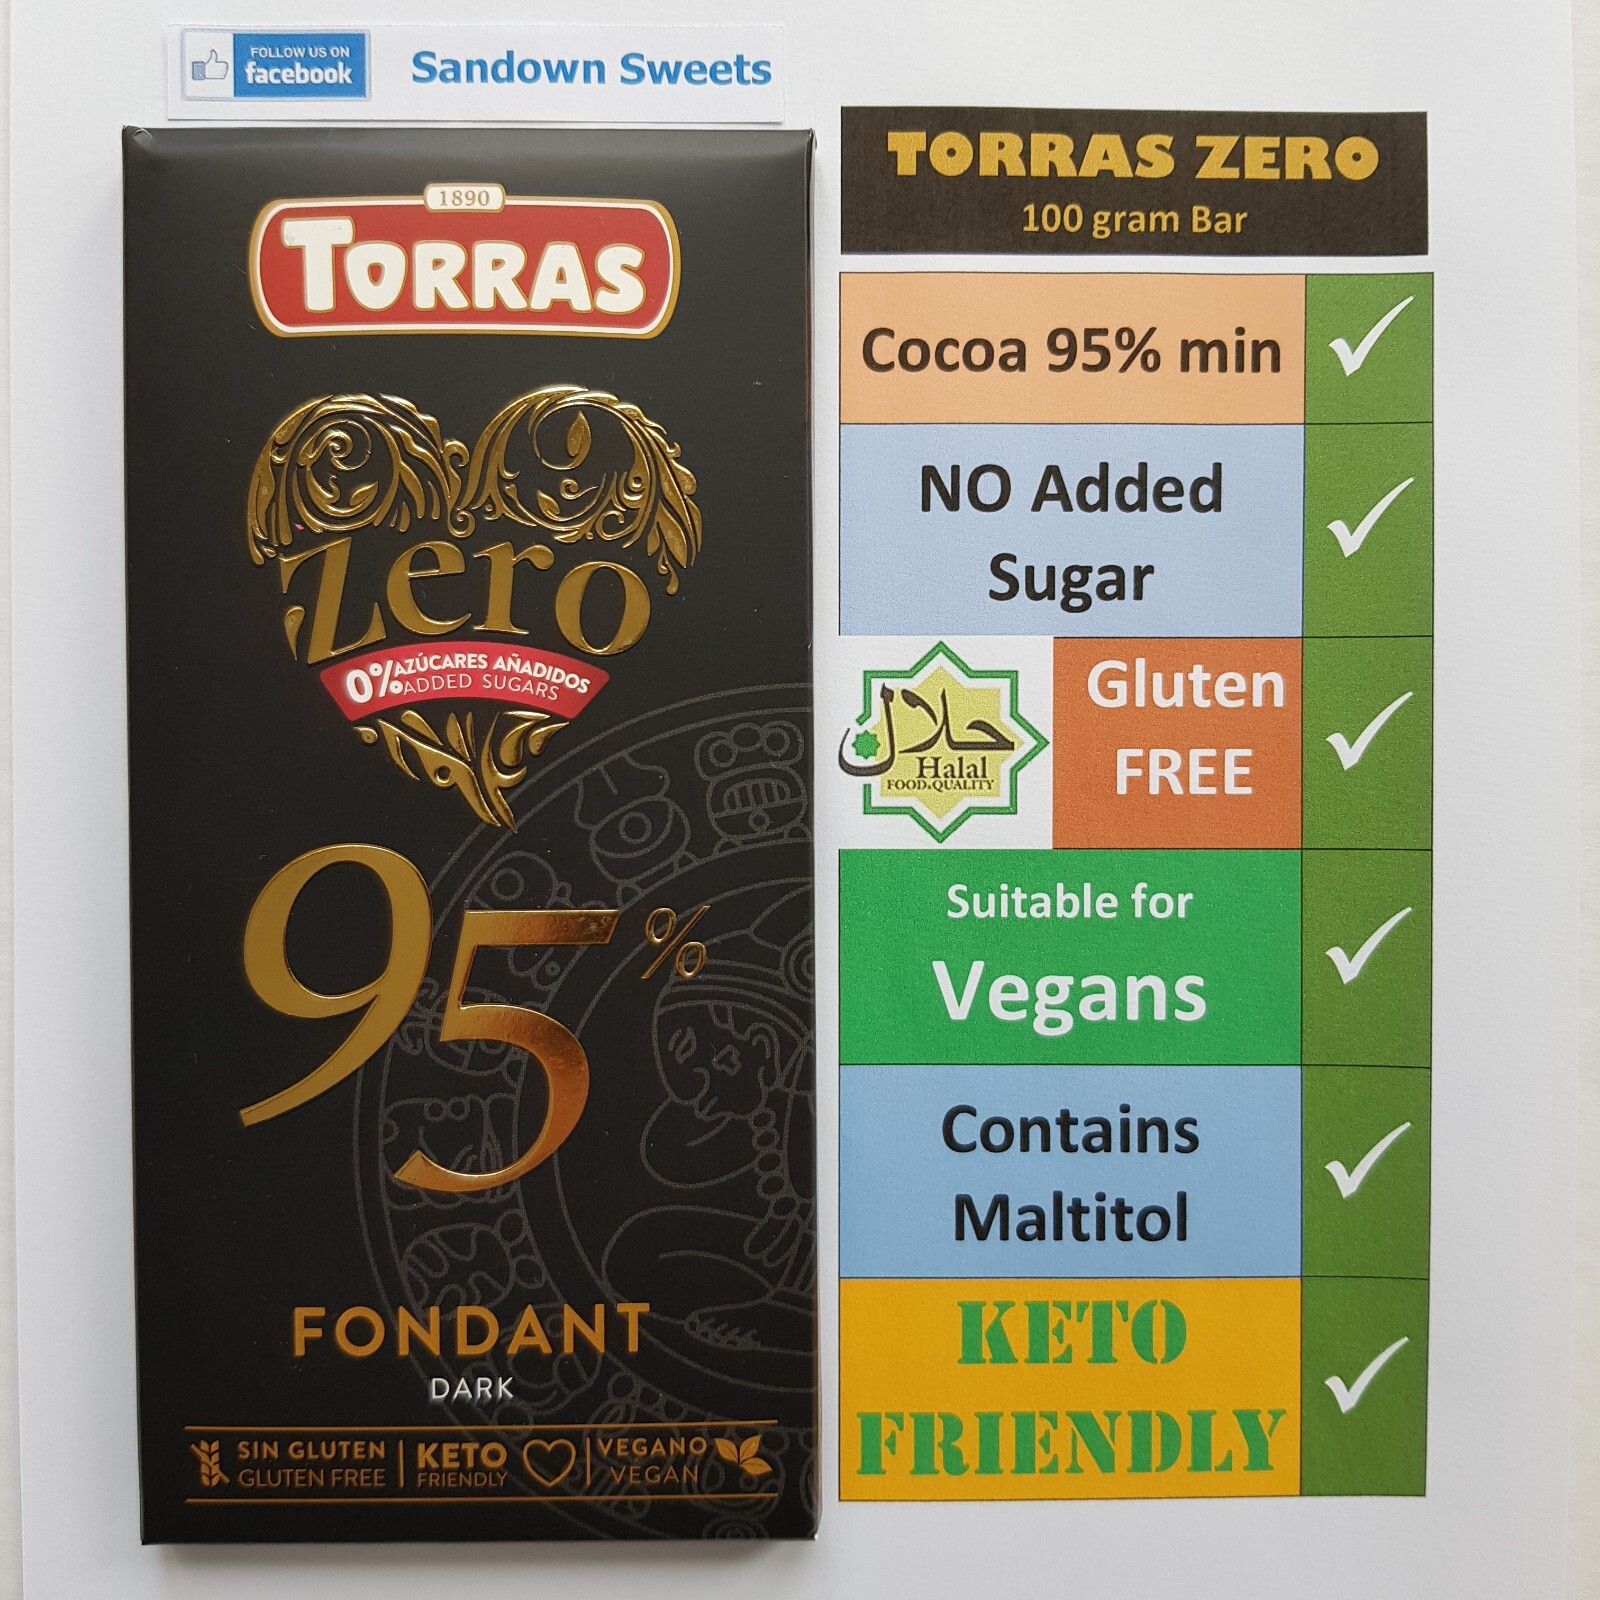 FOLLOW US ON
facebook
Sandown Sweets
1890
TORRAS
zero
0% AZÚCARES AÑADIDOS
ADDED SUGARS
95%
FONDANT
DARK
SIN GLUTEN
GLUTEN FREE
KETO
FRIENDLY
VEGANO
VEGAN
TORRAS ZERO
100 gram Bar
Cocoa 95% min
NO Added
Sugar
حلال
Halal
FOOD & QUALITY
Gluten
FREE
Suitable for
Vegans
Contains
Maltitol
KETO
FRIENDLY